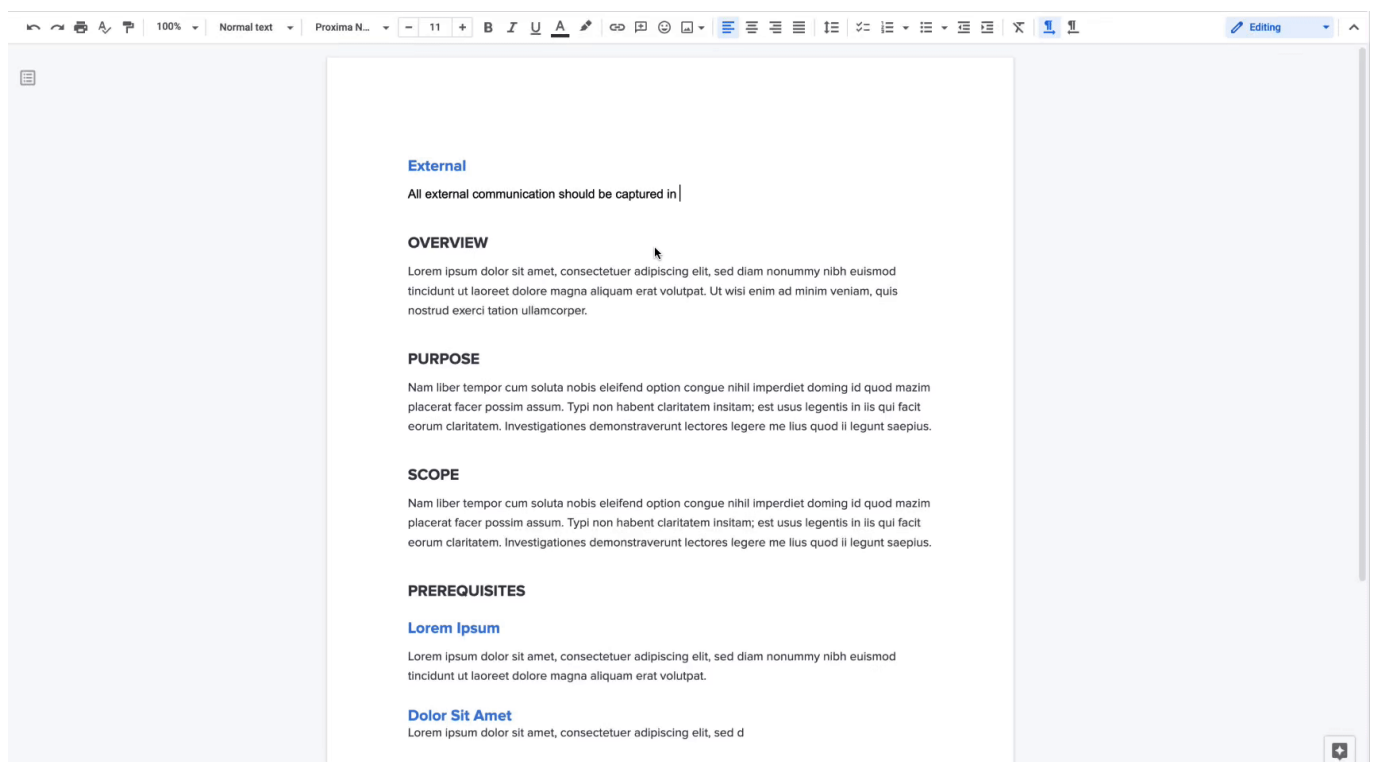 100% Normal text Proxima N... 11 B I U A Editing
External
All external communication should be captured in
OVERVIEW
Lorem ipsum dolor sit amet, consectetuer adipiscing elit, sed diam nonummy nibh euismod
tincidunt ut laoreet dolore magna aliquam erat volutpat. Ut wisi enim ad minim veniam, quis
nostrud exerci tation ullamcorper.
PURPOSE
Nam liber tempor cum soluta nobis eleifend option congue nihil imperdiet doming id quod mazim
placerat facer possim assum. Typi non habent claritatem insitam; est usus legentis in iis qui facit
eorum claritatem. Investigationes demonstraverunt lectores legere me lius quod ii legunt saepius.
SCOPE
Nam liber tempor cum soluta nobis eleifend option congue nihil imperdiet doming id quod mazim
placerat facer possim assum. Typi non habent claritatem insitam; est usus legentis in iis qui facit
eorum claritatem. Investigationes demonstraverunt lectores legere me lius quod ii legunt saepius.
PREREQUISITES
Lorem Ipsum
Lorem ipsum dolor sit amet, consectetuer adipiscing elit, sed diam nonummy nibh euismod
tincidunt ut laoreet dolore magna aliquam erat volutpat.
Dolor Sit Amet
Lorem ipsum dolor sit amet, consectetuer adipiscing elit, sed d